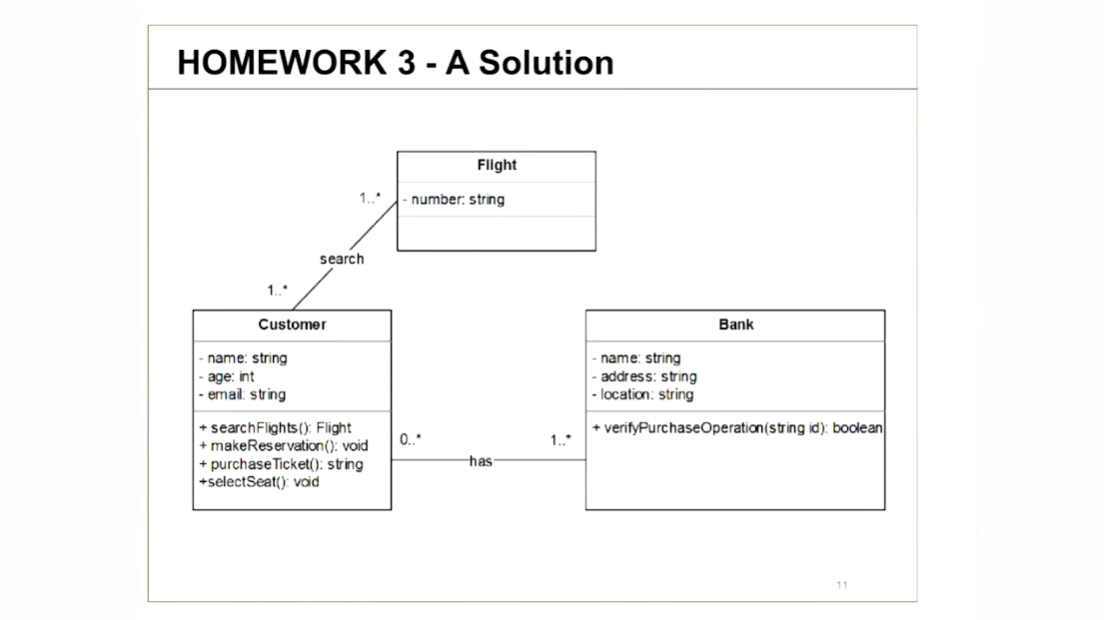 HOMEWORK 3 - A Solution
Flight
1..*
- number: string
search
1..*
Customer
- name: string
- age: int
- email: string
+ searchFlights(): Flight
+ makeReservation(): void
+ purchaseTicket(): string
+selectSeat(): void
0..*
1..*
has
Bank
- name: string
- address: string
- location: string
+ verifyPurchaseOperation(string id): boolean
11